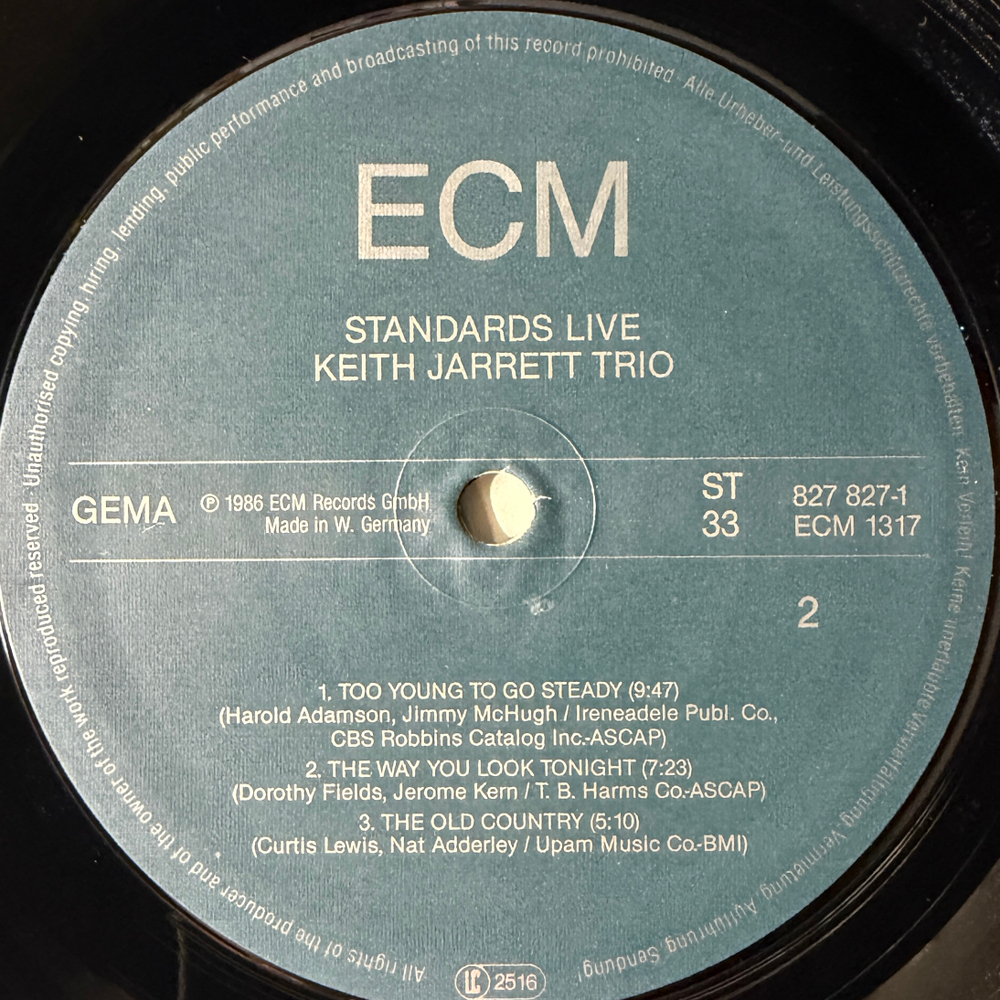 All rights of the producer and of the owner of the work reproduced reserved · Unauthorised copying, hiring, lending, public performance and broadcasting of this record prohibited · Alle Urheber- und Leistungsschutzrechte vorbehalten · Kein Verleih! Keine unerlaubte Vervielfältigung, Vermietung, Aufführung, Sendung!
ECM
STANDARDS LIVE
KEITH JARRETT TRIO
GEMA
℗ 1986 ECM Records GmbH
Made in W. Germany
ST
33
827 827-1
ECM 1317
2
1. TOO YOUNG TO GO STEADY (9:47)
(Harold Adamson, Jimmy McHugh / Ireneadele Publ. Co.,
CBS Robbins Catalog Inc.-ASCAP)
2. THE WAY YOU LOOK TONIGHT (7:23)
(Dorothy Fields, Jerome Kern / T. B. Harms Co.-ASCAP)
3. THE OLD COUNTRY (5:10)
(Curtis Lewis, Nat Adderley / Upam Music Co.-BMI)
LC 2516